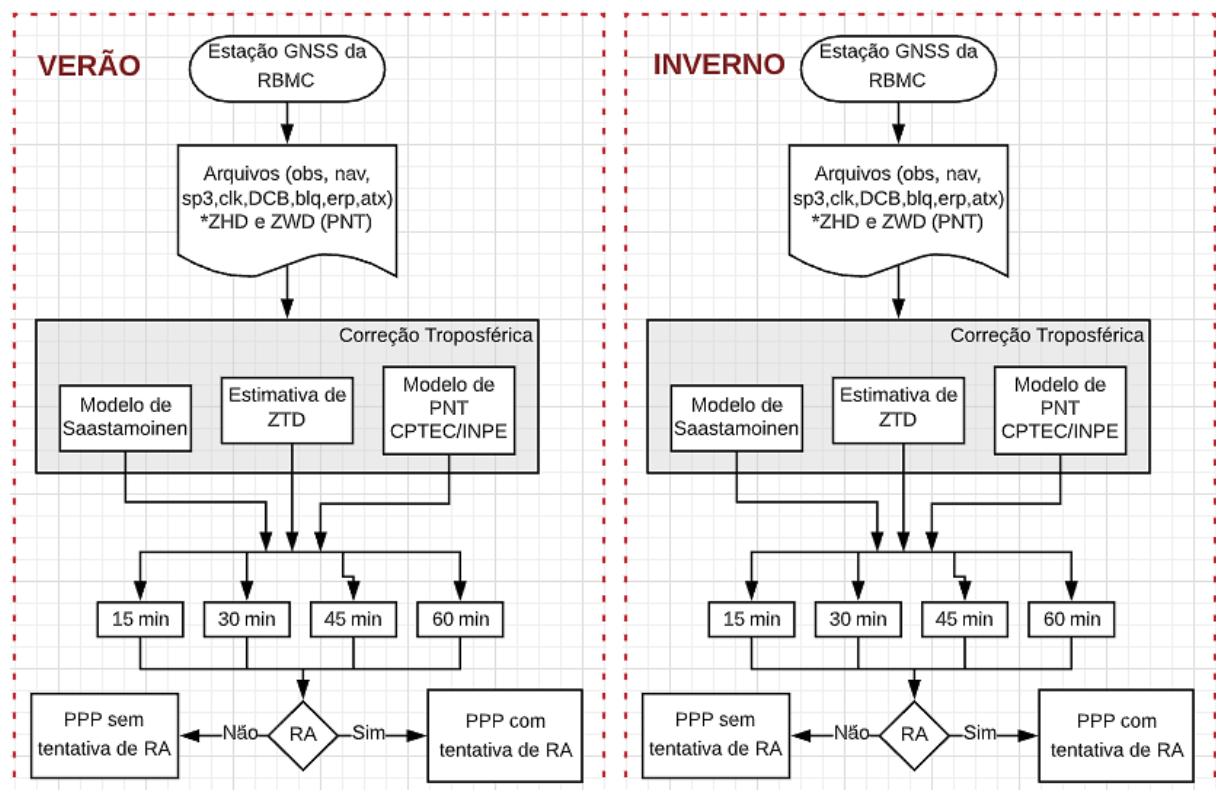 VERÃO
Estação GNSS da
RBMC
Arquivos (obs, nav,
sp3,clk,DCB,blq,erp,atx)
*ZHD e ZWD (PNT)
Correção Troposférica
Modelo de
Saastamoinen
Estimativa de
ZTD
Modelo de
PNT
CPTEC/INPE
15 min
30 min
45 min
60 min
PPP sem
tentativa de RA
Não
RA
Sim
PPP com
tentativa de RA
INVERNO
Estação GNSS da
RBMC
Arquivos (obs, nav,
sp3,clk,DCB,blq,erp,atx)
*ZHD e ZWD (PNT)
Correção Troposférica
Modelo de
Saastamoinen
Estimativa de
ZTD
Modelo de
PNT
CPTEC/INPE
15 min
30 min
45 min
60 min
PPP sem
tentativa de RA
Não
RA
Sim
PPP com
tentativa de RA